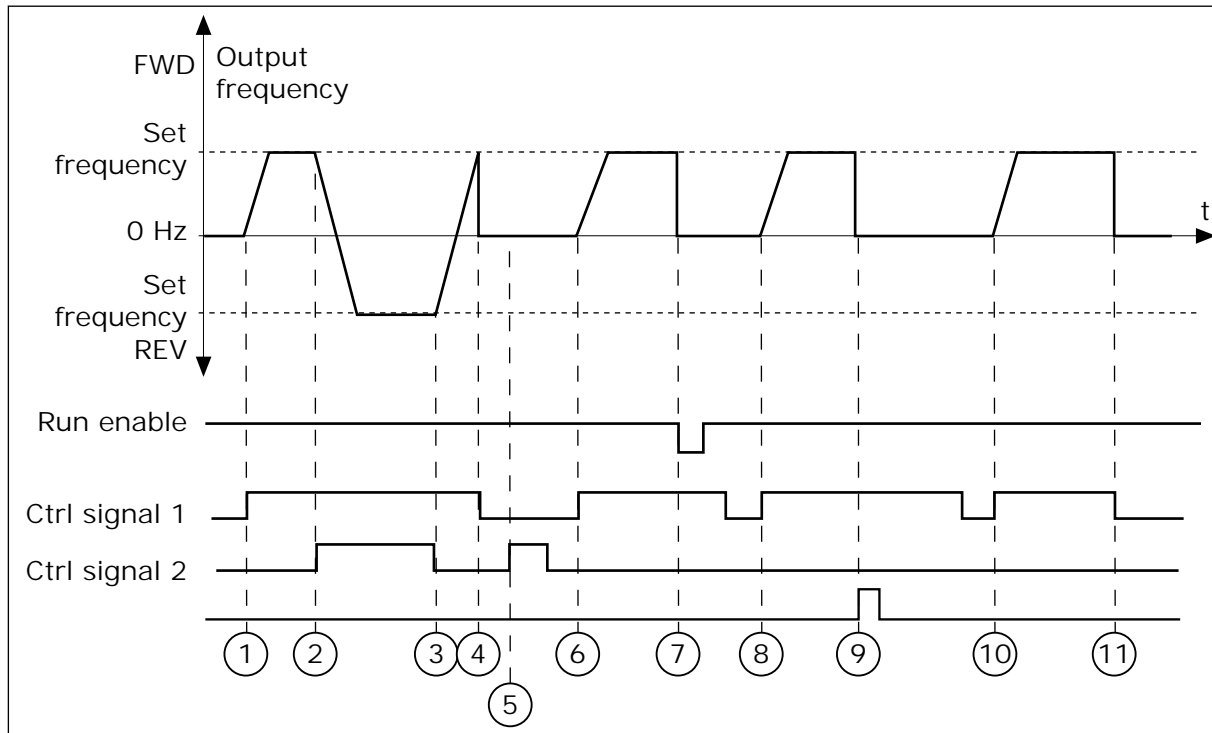 FWD
Output
frequency
Set
frequency
0 Hz
t
Set
frequency
REV
Run enable
Ctrl signal 1
Ctrl signal 2
1
2
3
4
5
6
7
8
9
10
11